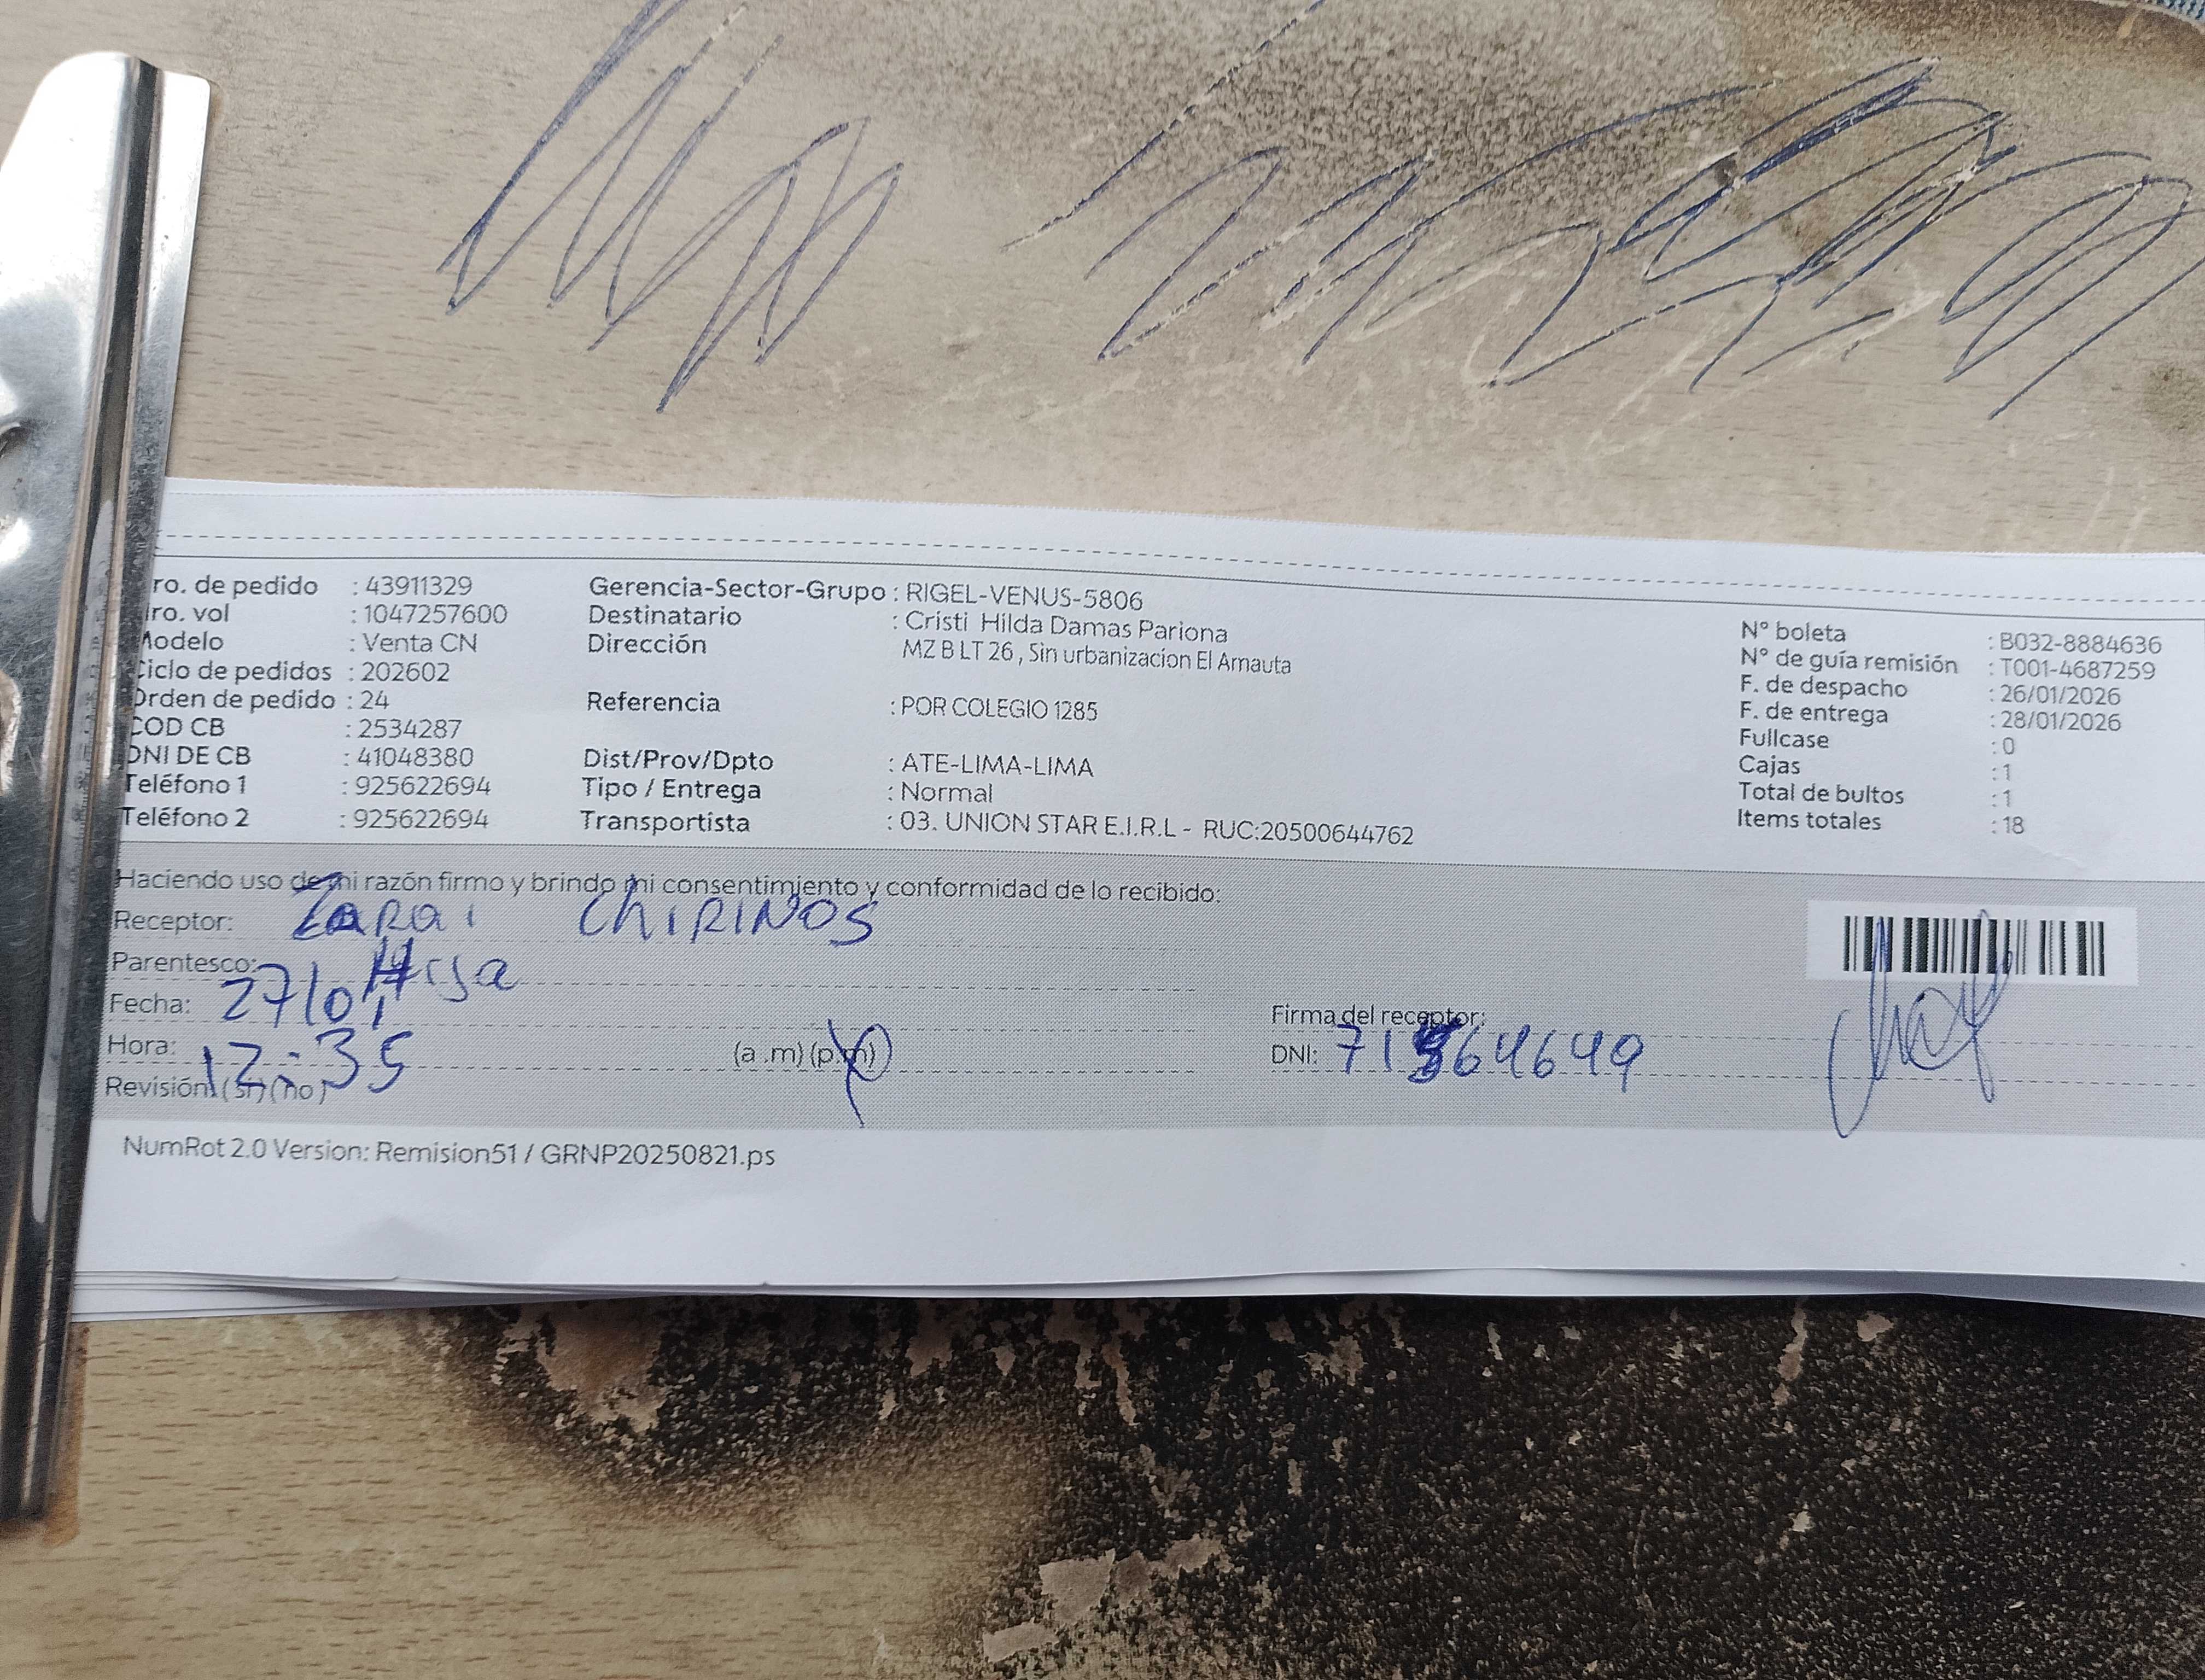 ro. de pedido : 43911329
ro. vol : 1047257600
Modelo : Venta CN
Ciclo de pedidos : 202602
Orden de pedido : 24
COD CB : 2534287
DNI DE CB : 41048380
Teléfono 1 : 925622694
Teléfono 2 : 925622694
Gerencia-Sector-Grupo : RIGEL-VENUS-5806
Destinatario : Cristi Hilda Damas Pariona
Dirección MZ B LT 26 , Sin urbanizacion El Amauta
Referencia : POR COLEGIO 1285
Dist/Prov/Dpto : ATE-LIMA-LIMA
Tipo / Entrega : Normal
Transportista : 03. UNION STAR E.I.R.L - RUC:20500644762
N° boleta : B032-8884636
N° de guía remisión : T001-4687259
F. de despacho : 26/01/2026
F. de entrega : 28/01/2026
Fullcase : 0
Cajas : 1
Total de bultos : 1
Items totales : 18
Haciendo uso de mi razón firmo y brindo mi consentimiento y conformidad de lo recibido:
Receptor: Zarai ChIRINOS
Parentesco: Hija
Fecha: 27/01
Hora: 12:35 (a .m) (p.m)
Revisión: (si) (no)
Firma del receptor:
DNI: 71 64649
NumRot 2.0 Version: Remision51 / GRNP20250821.ps